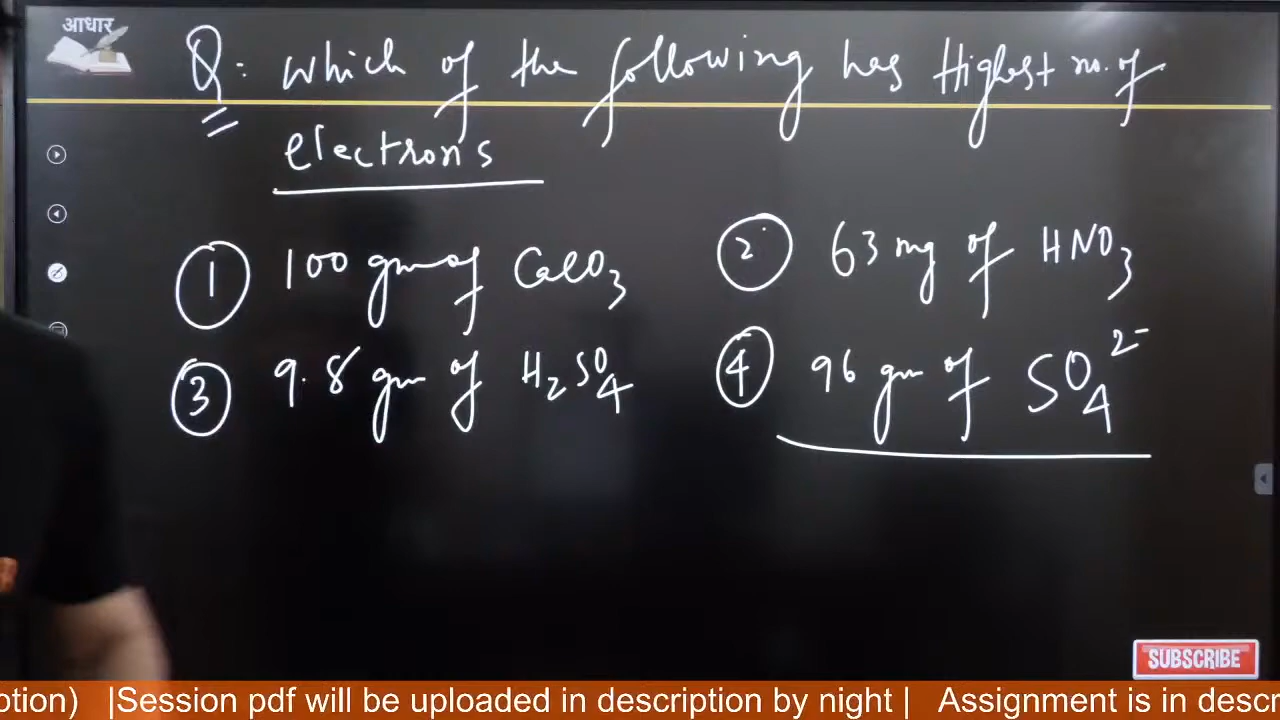 आधार
Q: which of the following has Highest no. of
electrons
1 100 gm of CaCO3
2 63 mg of HNO3
3 9.8 gm of H2SO4
4 96 gm of SO4 2-
SUBSCRIBE
otion) |Session pdf will be uploaded in description by night | Assignment is in descr